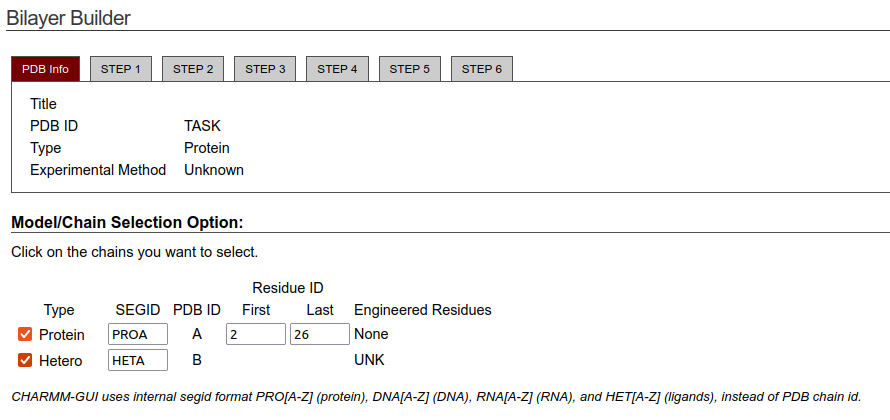 Bilayer Builder
PDB Info STEP 1 STEP 2 STEP 3 STEP 4 STEP 5 STEP 6
Title
PDB ID TASK
Type Protein
Experimental Method Unknown
Model/Chain Selection Option:
Click on the chains you want to select.
Residue ID
Type SEGID PDB ID First Last Engineered Residues
Protein PROA A 2 26 None
Hetero HETA B UNK
CHARMM-GUI uses internal segid format PRO[A-Z] (protein), DNA[A-Z] (DNA), RNA[A-Z] (RNA), and HET[A-Z] (ligands), instead of PDB chain id.